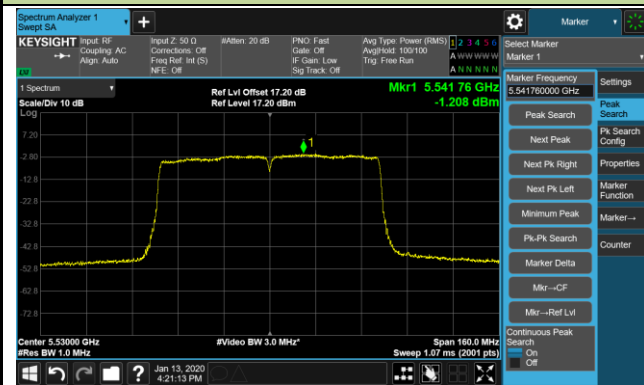 Spectrum Analyzer 1
Swept SA
+
Marker
KEYSIGHT
Input: RF
Coupling: AC
Align: Auto
Input Z: 50 Ω
Corrections: Off
Freq Ref: Int (S)
NFE: Off
#Atten: 20 dB
PNO: Fast
Gate: Off
IF Gain: Low
Sig Track: Off
Avg Type: Power (RMS)
Avg|Hold: 100/100
Trig: Free Run
1 2 3 4 5 6
A W W W W W
A N N N N N
Select Marker
Marker 1
1 Spectrum
Scale/Div 10 dB
Log
Ref Lvl Offset 17.20 dB
Ref Level 17.20 dBm
Mkr1 5.541 76 GHz
-1.208 dBm
7.20
-2.80
-12.8
-22.8
-32.8
-42.8
-52.8
-62.8
-72.8
1
Center 5.53000 GHz
#Res BW 1.0 MHz
#Video BW 3.0 MHz*
Span 160.0 MHz
Sweep 1.07 ms (2001 pts)
Marker Frequency
5.541760000 GHz
Peak Search
Next Peak
Next Pk Right
Next Pk Left
Minimum Peak
Pk-Pk Search
Marker Delta
Mkr→CF
Mkr→Ref Lvl
Continuous Peak
Search
On
Off
Settings
Peak
Search
Pk Search
Config
Properties
Marker
Function
Marker→
Counter
?
Jan 13, 2020
4:21:13 PM